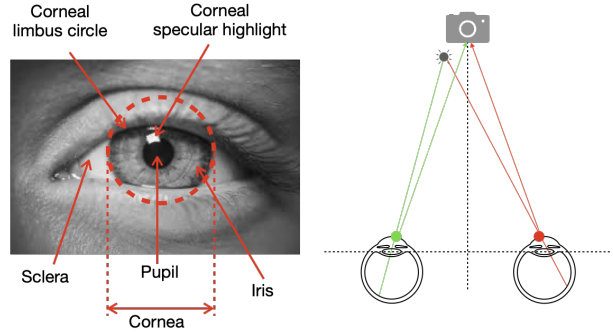 Corneal
limbus circle
Corneal
specular highlight
Sclera
Pupil
Iris
Cornea